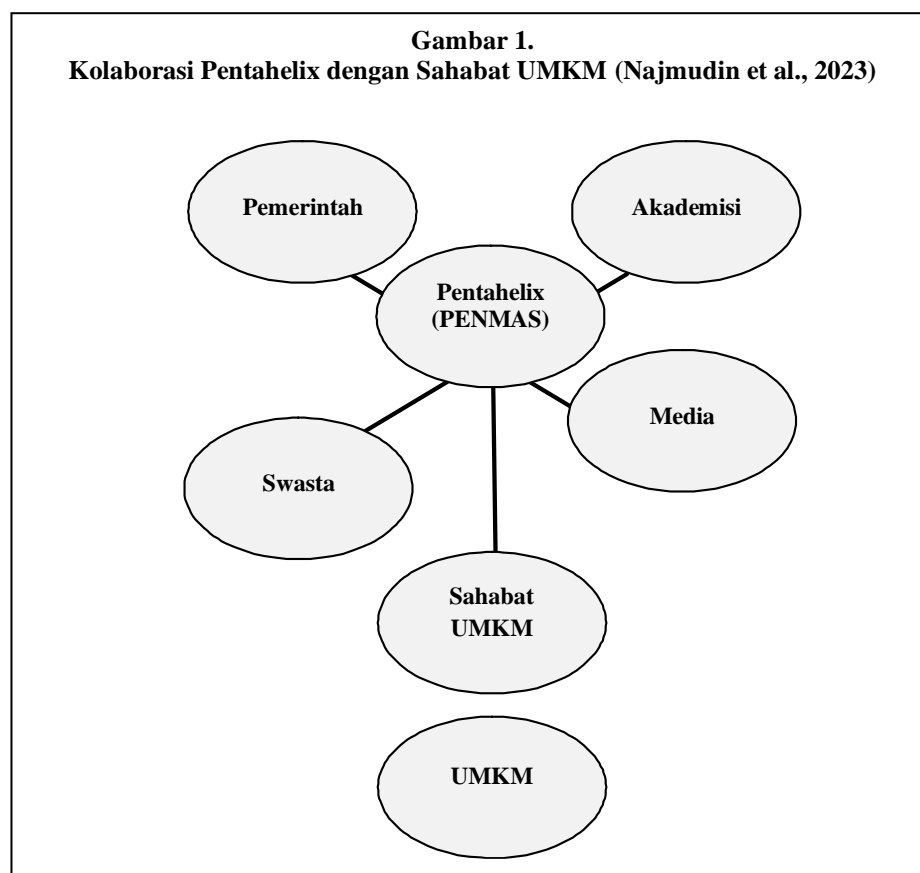 Gambar 1.
Kolaborasi Pentahelix dengan Sahabat UMKM (Najmudin et al., 2023)
Pemerintah
Akademisi
Pentahelix
(PENMAS)
Media
Swasta
Sahabat
UMKM
UMKM